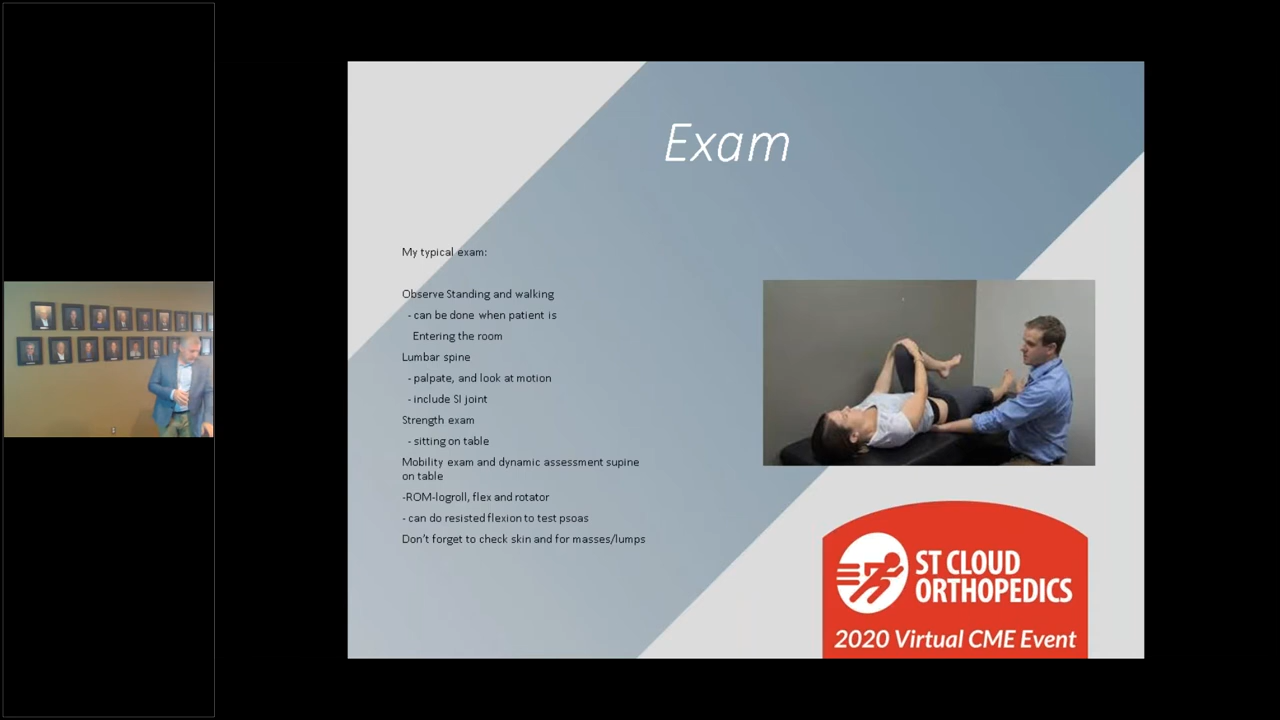 Exam
My typical exam:
Observe Standing and walking
- can be done when patient is
Entering the room
Lumbar spine
- palpate, and look at motion
- include SI joint
Strength exam
- sitting on table
Mobility exam and dynamic assessment supine
on table
-ROM-logroll, flex and rotator
- can do resisted flexion to test psoas
Don't forget to check skin and for masses/lumps
ST CLOUD
ORTHOPEDICS
2020 Virtual CME Event